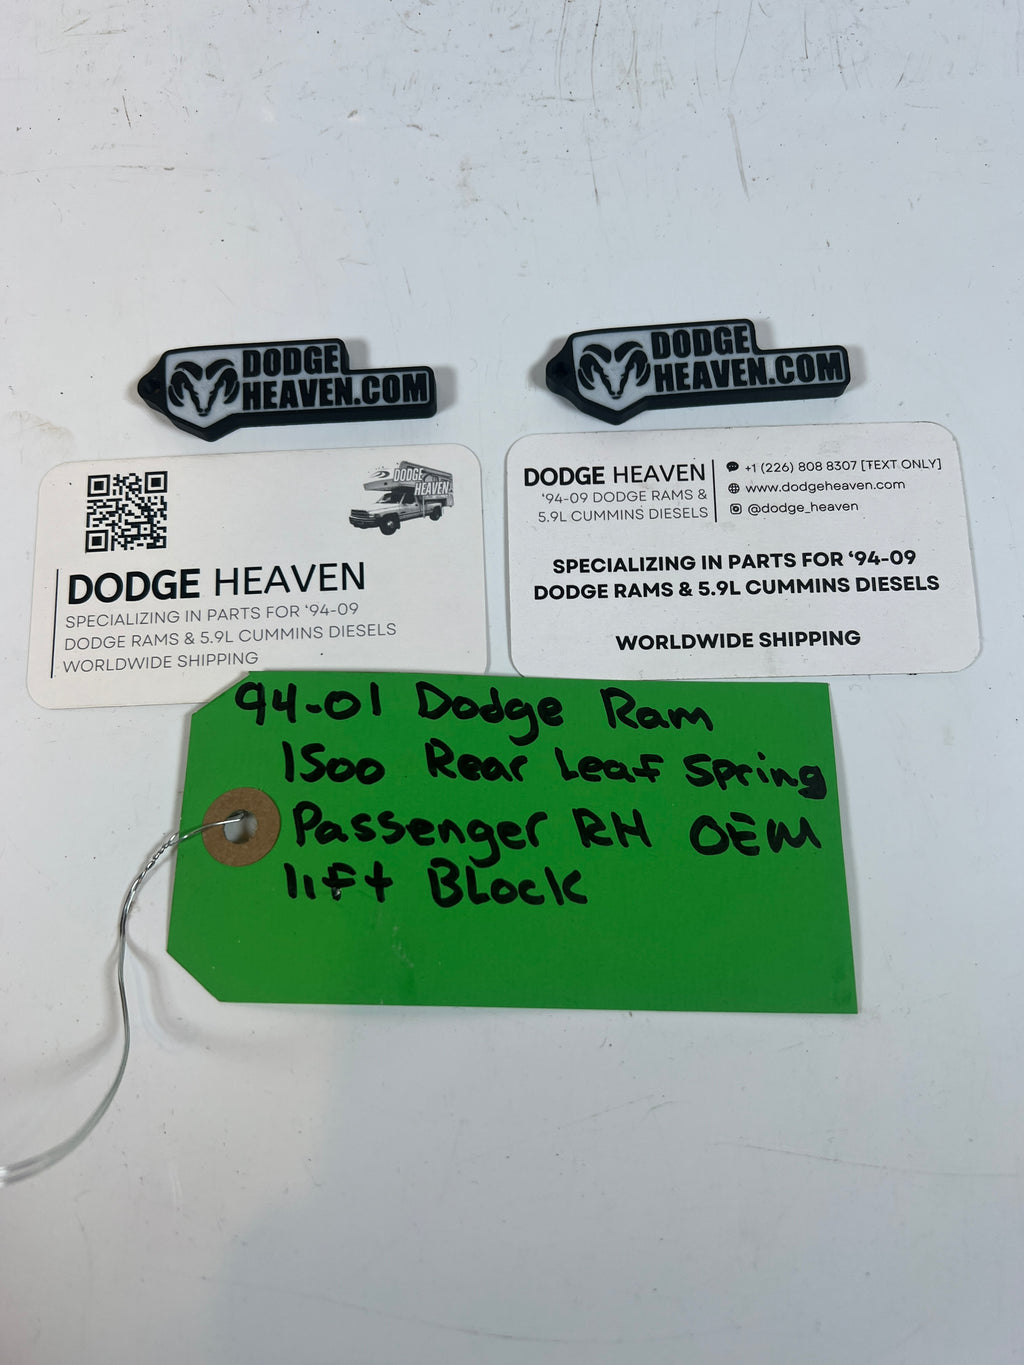 DODGE
HEAVEN.COM
DODGE
HEAVEN.COM
DODGE
HEAVEN
DODGE HEAVEN
SPECIALIZING IN PARTS FOR ‘94-09
DODGE RAMS & 5.9L CUMMINS DIESELS
WORLDWIDE SHIPPING
DODGE HEAVEN
‘94-09 DODGE RAMS &
5.9L CUMMINS DIESELS
+1 (226) 808 8307 [TEXT ONLY]
www.dodgeheaven.com
@dodge_heaven
SPECIALIZING IN PARTS FOR ‘94-09
DODGE RAMS & 5.9L CUMMINS DIESELS
WORLDWIDE SHIPPING
94-01 Dodge Ram
1500 Rear Leaf Spring
Passenger RH OEM
lift BLock